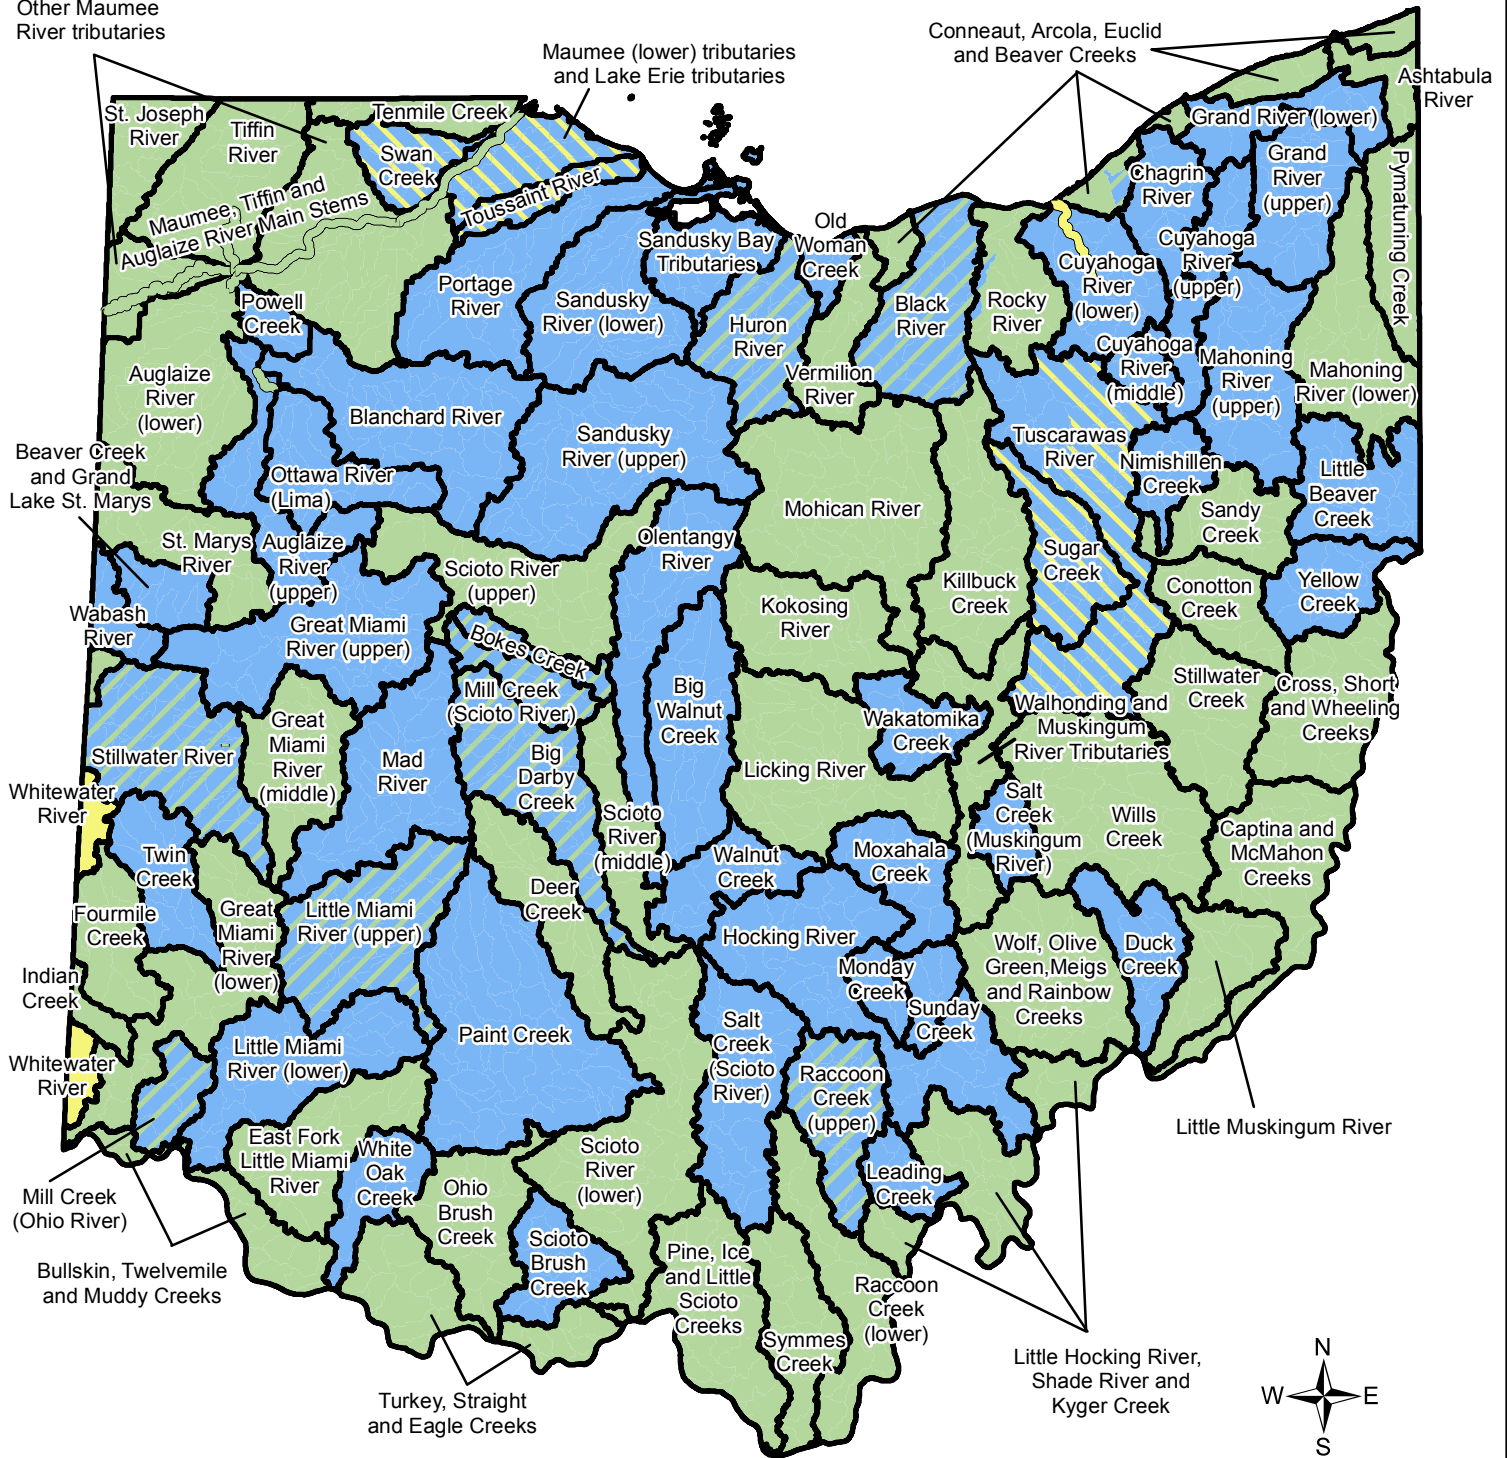 Other Maumee
River tributaries
Maumee (lower) tributaries
and Lake Erie tributaries
Conneaut, Arcola, Euclid
and Beaver Creeks
Ashtabula
River
St. Joseph
River
Tiffin
River
Tenmile Creek
Swan
Creek
Toussaint River
Maumee, Tiffin and
Auglaize River Main Stems
Grand River (lower)
Grand
River
(upper)
Chagrin
River
Pymatuning Creek
Old
Woman
Creek
Sandusky Bay
Tributaries
Cuyahoga
River
(upper)
Cuyahoga
River
(lower)
Portage
River
Sandusky
River (lower)
Powell
Creek
Huron
River
Black
River
Rocky
River
Cuyahoga
River
(middle)
Mahoning
River
(upper)
Mahoning
River (lower)
Vermilion
River
Auglaize
River
(lower)
Blanchard River
Sandusky
River (upper)
Tuscarawas
River
Nimishillen
Creek
Little
Beaver
Creek
Beaver Creek
and Grand
Lake St. Marys
Ottawa River
(Lima)
Mohican River
Sandy
Creek
St. Marys
River
Auglaize
River
(upper)
Olentangy
River
Scioto River
(upper)
Killbuck
Creek
Sugar
Creek
Conotton
Creek
Yellow
Creek
Wabash
River
Great Miami
River (upper)
Bokes Creek
Kokosing
River
Mill Creek
(Scioto River)
Big
Walnut
Creek
Wakatomika
Creek
Walhonding and
Muskingum
River Tributaries
Stillwater
Creek
Cross, Short
and Wheeling
Creeks
Stillwater River
Great
Miami
River
(middle)
Mad
River
Big
Darby
Creek
Licking River
Whitewater
River
Scioto
River
(middle)
Salt
Creek
(Muskingum
River)
Wills
Creek
Captina and
McMahon
Creeks
Twin
Creek
Walnut
Creek
Moxahala
Creek
Deer
Creek
Fourmile
Creek
Great
Miami
River
(lower)
Little Miami
River (upper)
Hocking River
Wolf, Olive
Green,Meigs
and Rainbow
Creeks
Duck
Creek
Indian
Creek
Monday
Creek
Sunday
Creek
Paint Creek
Salt
Creek
(Scioto
River)
Whitewater
River
Little Miami
River (lower)
Raccoon
Creek
(upper)
Little Muskingum River
East Fork
Little Miami
River
White
Oak
Creek
Scioto
River
(lower)
Leading
Creek
Mill Creek
(Ohio River)
Ohio
Brush
Creek
Scioto
Brush
Creek
Bullskin, Twelvemile
and Muddy Creeks
Pine, Ice
and Little
Scioto
Creeks
Raccoon
Creek
(lower)
Symmes
Creek
Little Hocking River,
Shade River and
Kyger Creek
Turkey, Straight
and Eagle Creeks
N
W E
S